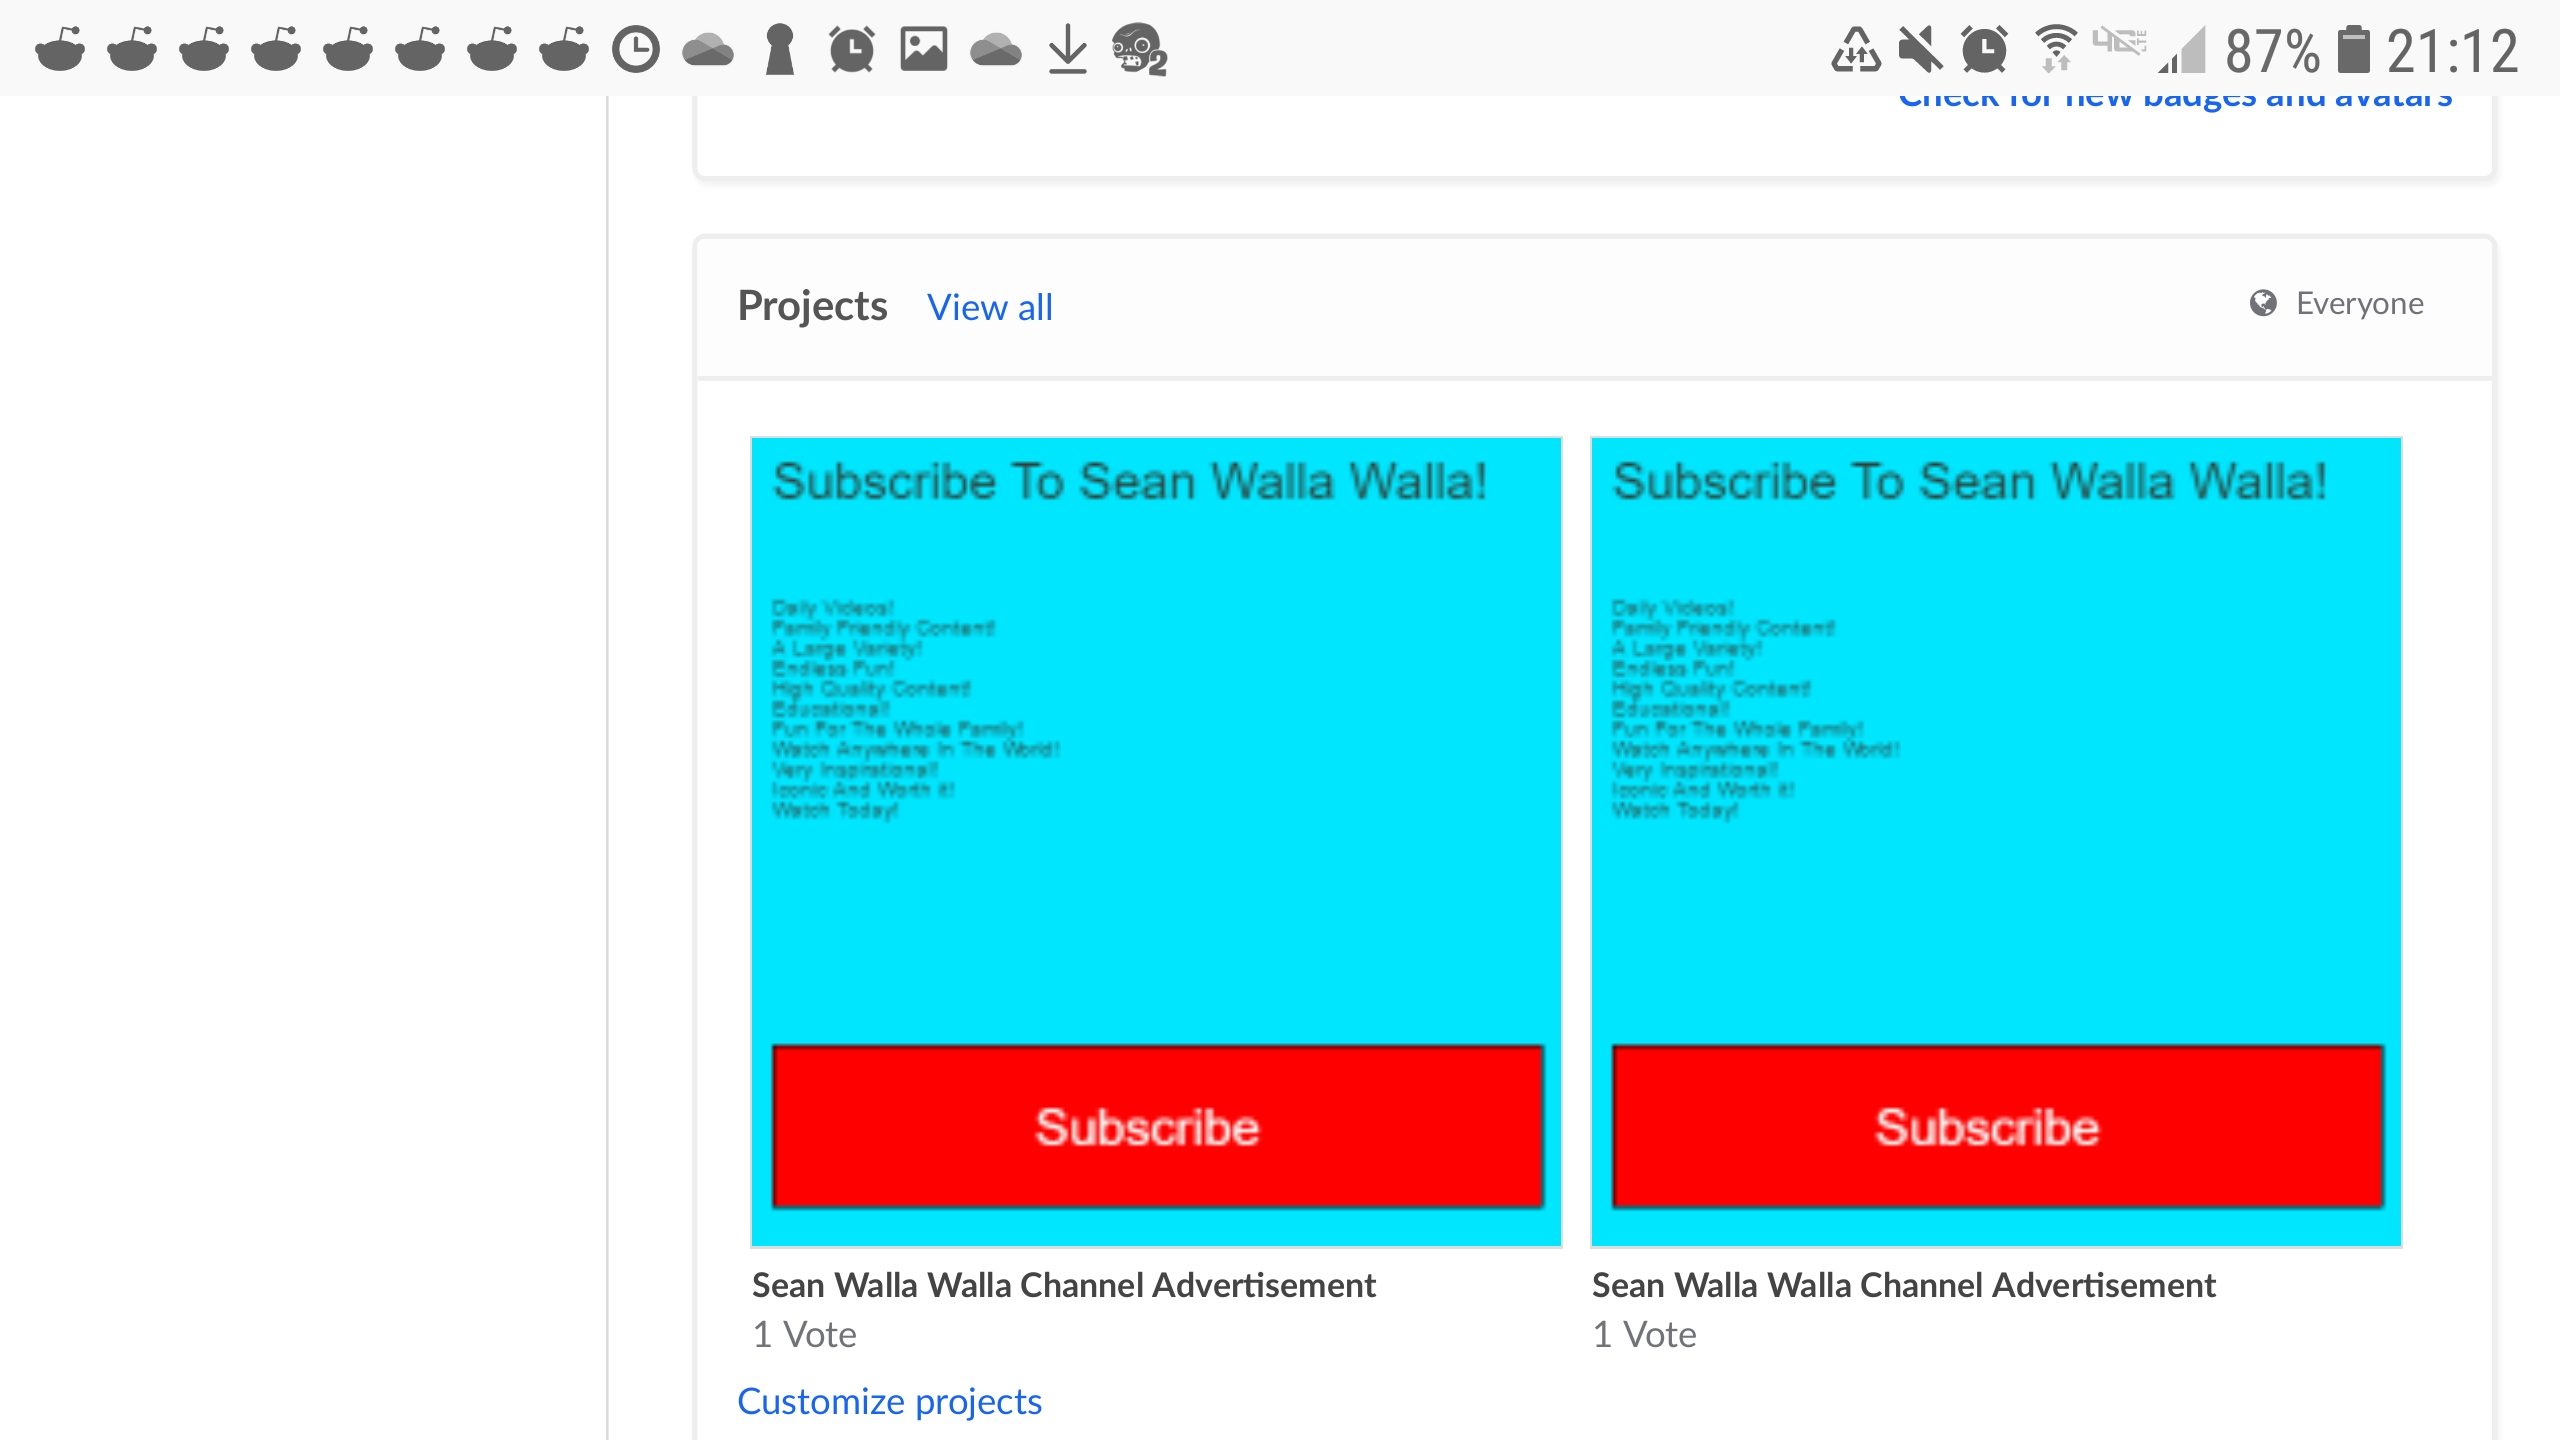 2
4G LTE
87%
21:12
Check for new badges and avatars
Projects View all
Everyone
Subscribe To Sean Walla Walla!
Daily Videos!
Family Friendly Content!
A Large Variety!
Endless Fun!
High Quality Content!
Educational!
Fun For The Whole Family!
Watch Anywhere In The World!
Very Inspirational!
Iconic And Worth it!
Watch Today!
Subscribe
Sean Walla Walla Channel Advertisement
1 Vote
Subscribe To Sean Walla Walla!
Daily Videos!
Family Friendly Content!
A Large Variety!
Endless Fun!
High Quality Content!
Educational!
Fun For The Whole Family!
Watch Anywhere In The World!
Very Inspirational!
Iconic And Worth it!
Watch Today!
Subscribe
Sean Walla Walla Channel Advertisement
1 Vote
Customize projects